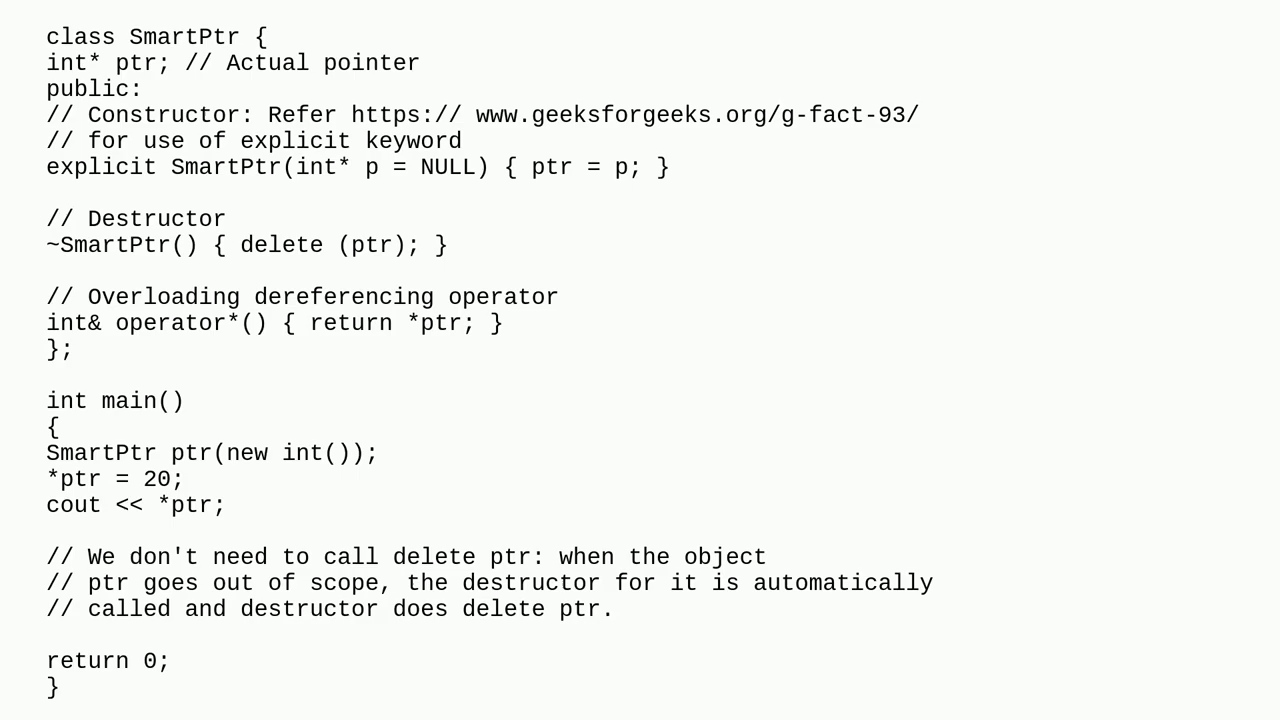 class SmartPtr {
int* ptr; // Actual pointer
public:
// Constructor: Refer https:// www.geeksforgeeks.org/g-fact-93/
// for use of explicit keyword
explicit SmartPtr(int* p = NULL) { ptr = p; }
// Destructor
~SmartPtr() { delete (ptr); }
// Overloading dereferencing operator
int& operator*() { return *ptr; }
};
int main()
{
SmartPtr ptr(new int());
*ptr = 20;
cout << *ptr;
// We don't need to call delete ptr: when the object
// ptr goes out of scope, the destructor for it is automatically
// called and destructor does delete ptr.
return 0;
}